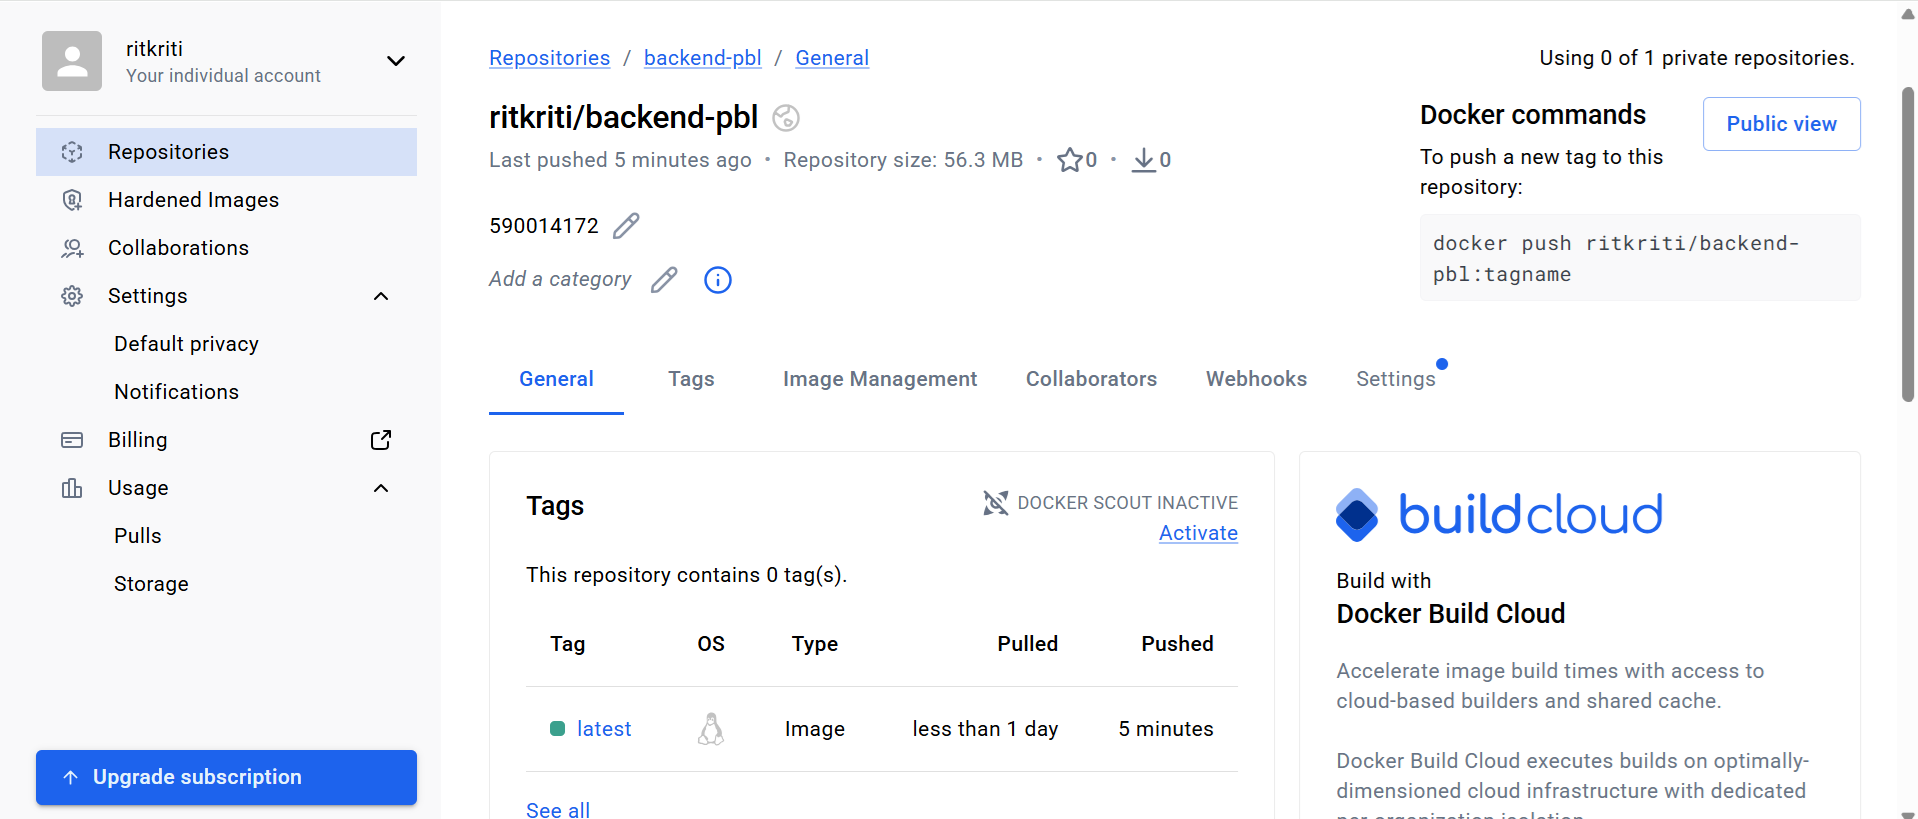 ritkriti
Your individual account
Repositories
Hardened Images
Collaborations
Settings
Default privacy
Notifications
Billing
Usage
Pulls
Storage
Upgrade subscription
Repositories / backend-pbl / General
Using 0 of 1 private repositories.
ritkriti/backend-pbl
Last pushed 5 minutes ago • Repository size: 56.3 MB • 0 • 0
590014172
Add a category
Docker commands
Public view
To push a new tag to this
repository:
docker push ritkriti/backend-
pbl:tagname
General Tags Image Management Collaborators Webhooks Settings
Tags
DOCKER SCOUT INACTIVE
Activate
This repository contains 0 tag(s).
Tag OS Type Pulled Pushed
latest Image less than 1 day 5 minutes
See all
buildcloud
Build with
Docker Build Cloud
Accelerate image build times with access to
cloud-based builders and shared cache.
Docker Build Cloud executes builds on optimally-
dimensioned cloud infrastructure with dedicated
per-organization isolation.